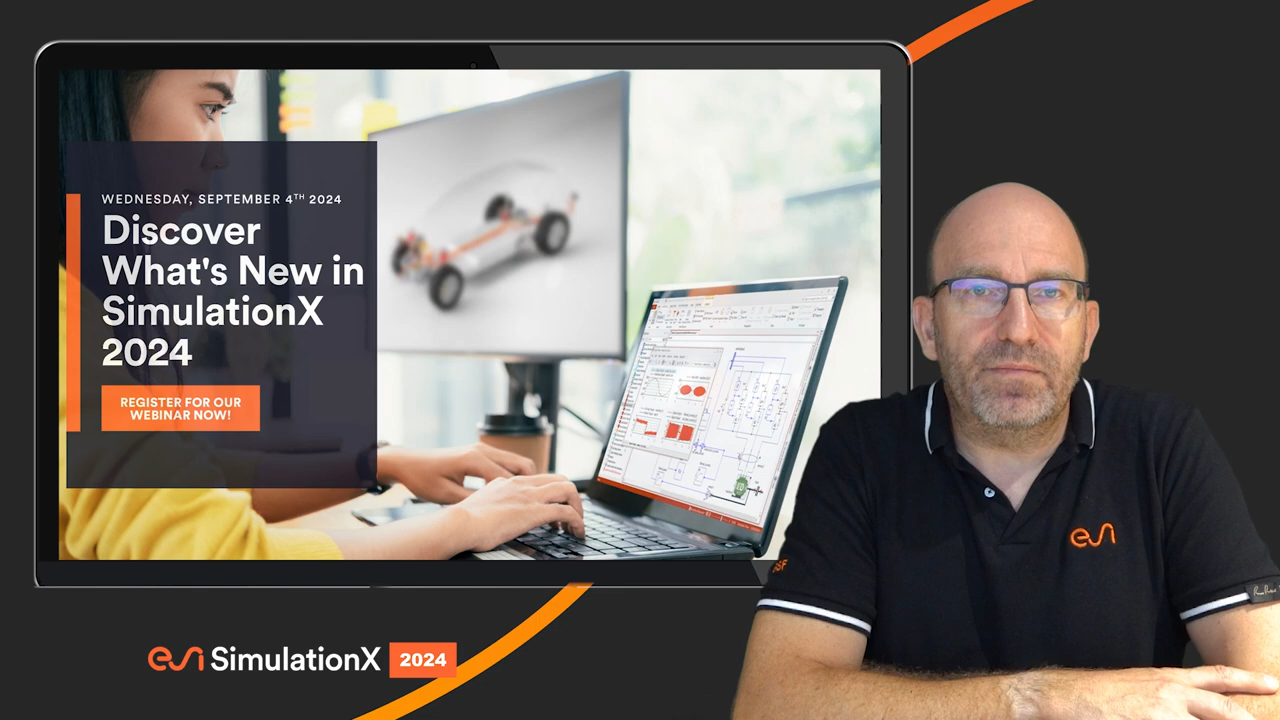 WEDNESDAY, SEPTEMBER 4TH 2024
Discover
What's New in
SimulationX
2024
REGISTER FOR OUR
WEBINAR NOW!
esi
esi SimulationX 2024